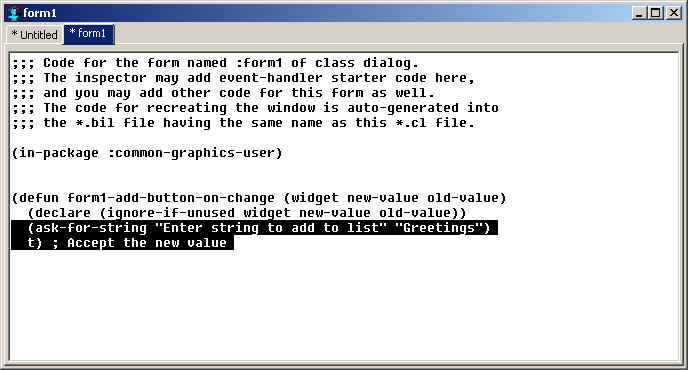 form1
* Untitled
* form1
;;; Code for the form named :form1 of class dialog.
;;; The inspector may add event-handler starter code here,
;;; and you may add other code for this form as well.
;;; The code for recreating the window is auto-generated into
;;; the *.bil file having the same name as this *.cl file.
(in-package :common-graphics-user)
(defun form1-add-button-on-change (widget new-value old-value)
(declare (ignore-if-unused widget new-value old-value))
(ask-for-string "Enter string to add to list" "Greetings")
t) ; Accept the new value